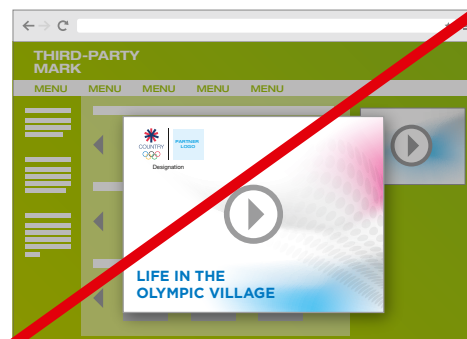 THIRD-PARTY
MARK
MENU MENU MENU MENU MENU
COUNTRY
PARTNER
LOGO
Designation
LIFE IN THE
OLYMPIC VILLAGE